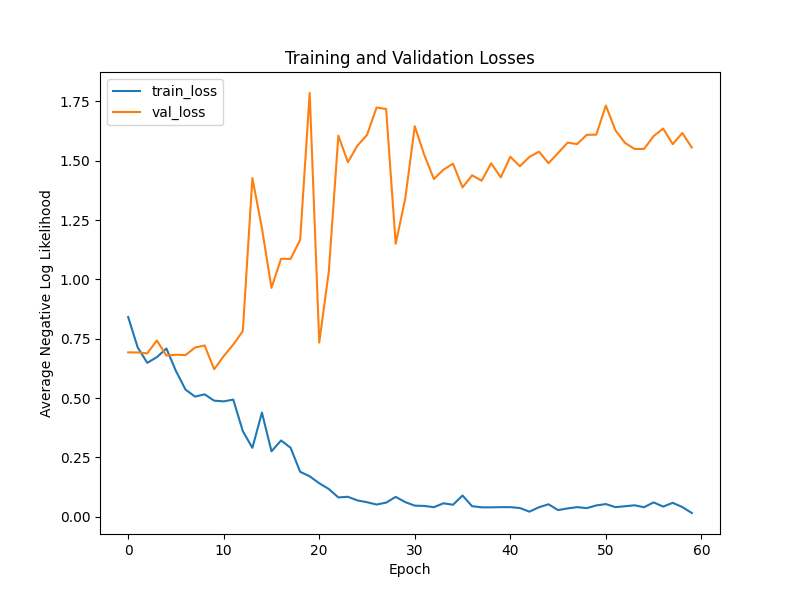 Training and Validation Losses
train_loss
val_loss
Average Negative Log Likelihood
1.75
1.50
1.25
1.00
0.75
0.50
0.25
0.00
0 10 20 30 40 50 60
Epoch